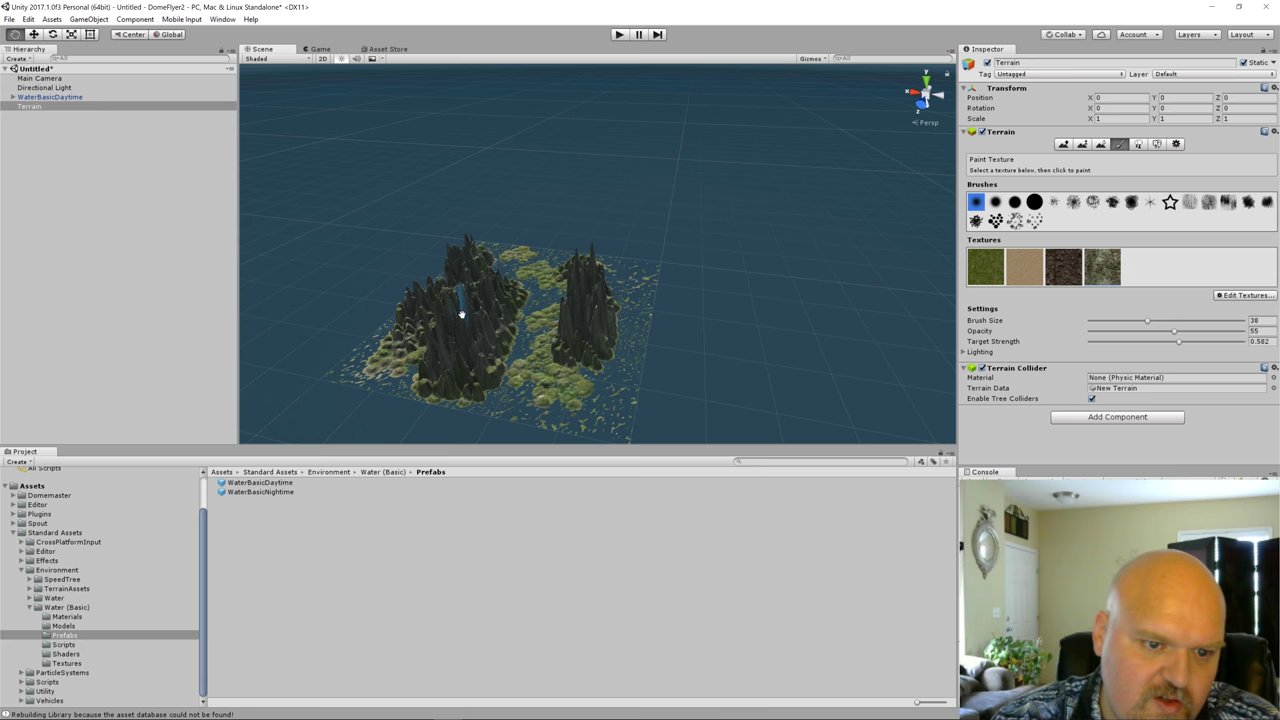 Unity 2017.1.0f3 Personal (64bit) - Untitled - DomeFlyer2 - PC, Mac & Linux Standalone* <DX11>
File Edit Assets GameObject Component Mobile Input Window Help
Center Global Collab Account Layers Layout
Hierarchy
Create All
Untitled*
Main Camera
Directional Light
WaterBasicDaytime
Terrain
Scene Game Asset Store
Shaded 2D Gizmos All
y
x
z
Persp
Inspector
Terrain Static
Tag Untagged Layer Default
Transform
Position X 0 Y 0 Z 0
Rotation X 0 Y 0 Z 0
Scale X 1 Y 1 Z 1
Terrain
Paint Texture
Select a texture below, then click to paint
Brushes
Textures
Edit Textures...
Settings
Brush Size 38
Opacity 55
Target Strength 0.582
Lighting
Terrain Collider
Material None (Physic Material)
Terrain Data New Terrain
Enable Tree Colliders
Add Component
Console
Project
Create
All Scripts
Assets
Domemaster
Editor
Plugins
Spout
Standard Assets
CrossPlatformInput
Editor
Effects
Environment
SpeedTree
TerrainAssets
Water
Water (Basic)
Materials
Models
Prefabs
Scripts
Shaders
Textures
ParticleSystems
Scripts
Utility
Vehicles
Assets Standard Assets Environment Water (Basic) Prefabs
WaterBasicDaytime
WaterBasicNightime
Rebuilding Library because the asset database could not be found!